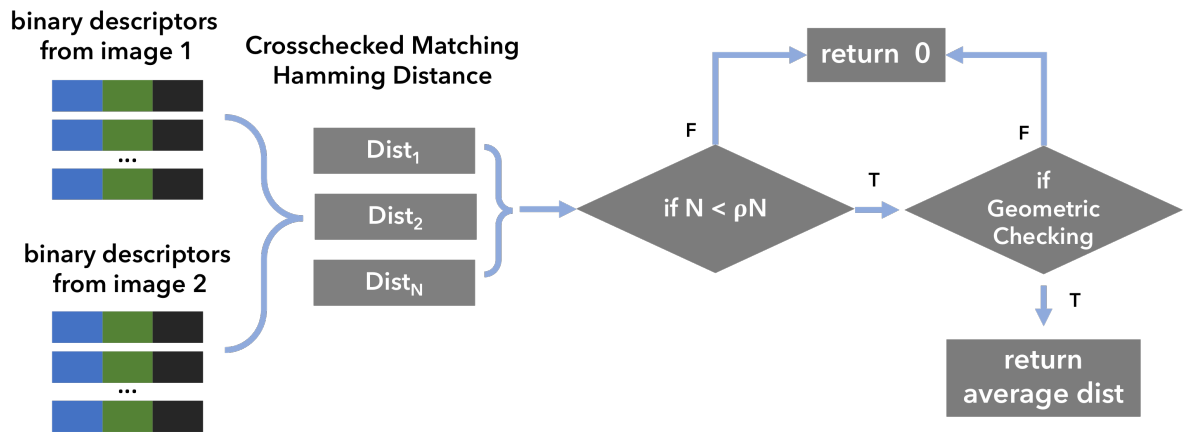 binary descriptors
from image 1
...
binary descriptors
from image 2
...
Crosschecked Matching
Hamming Distance
Dist₁
Dist₂
Distₙ
if N < ρN
F
T
return 0
if
Geometric
Checking
F
T
return
average dist